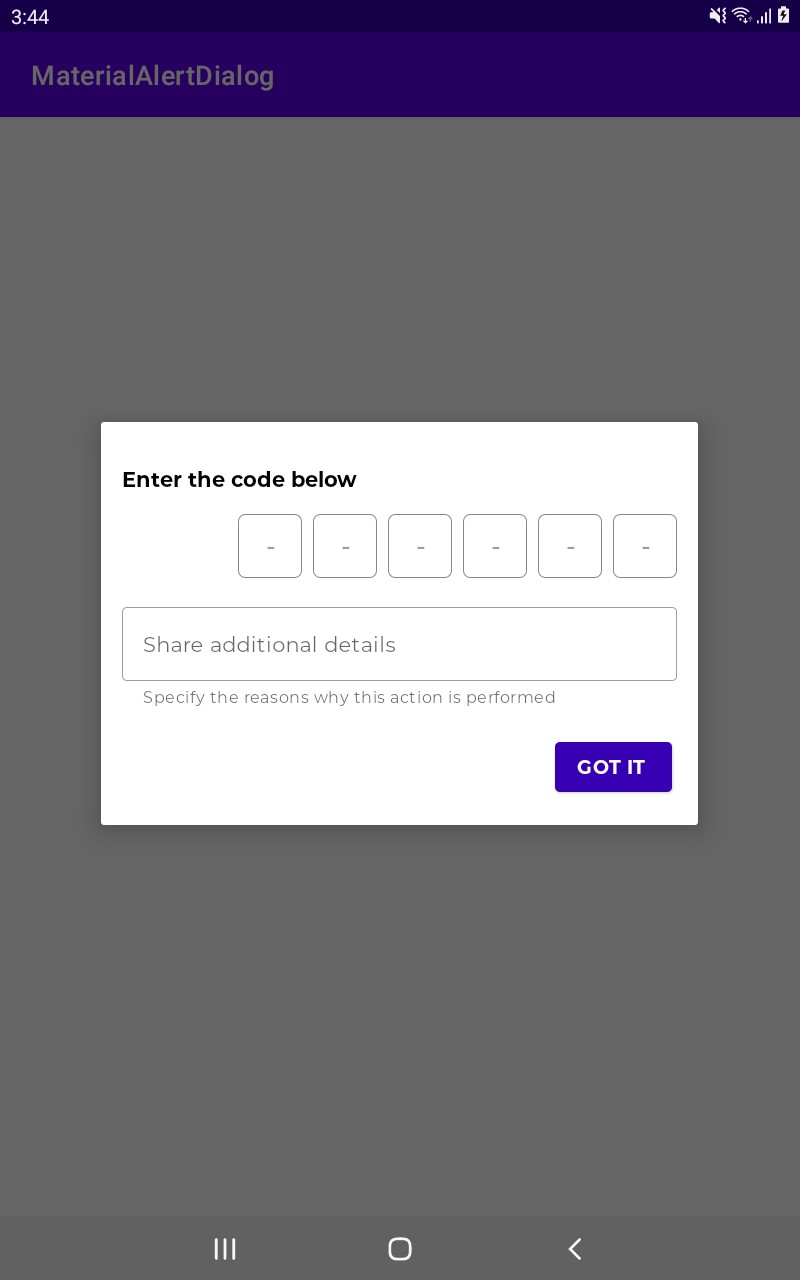 3:44
MaterialAlertDialog
Enter the code below
- - - - - -
Share additional details
Specify the reasons why this action is performed
GOT IT